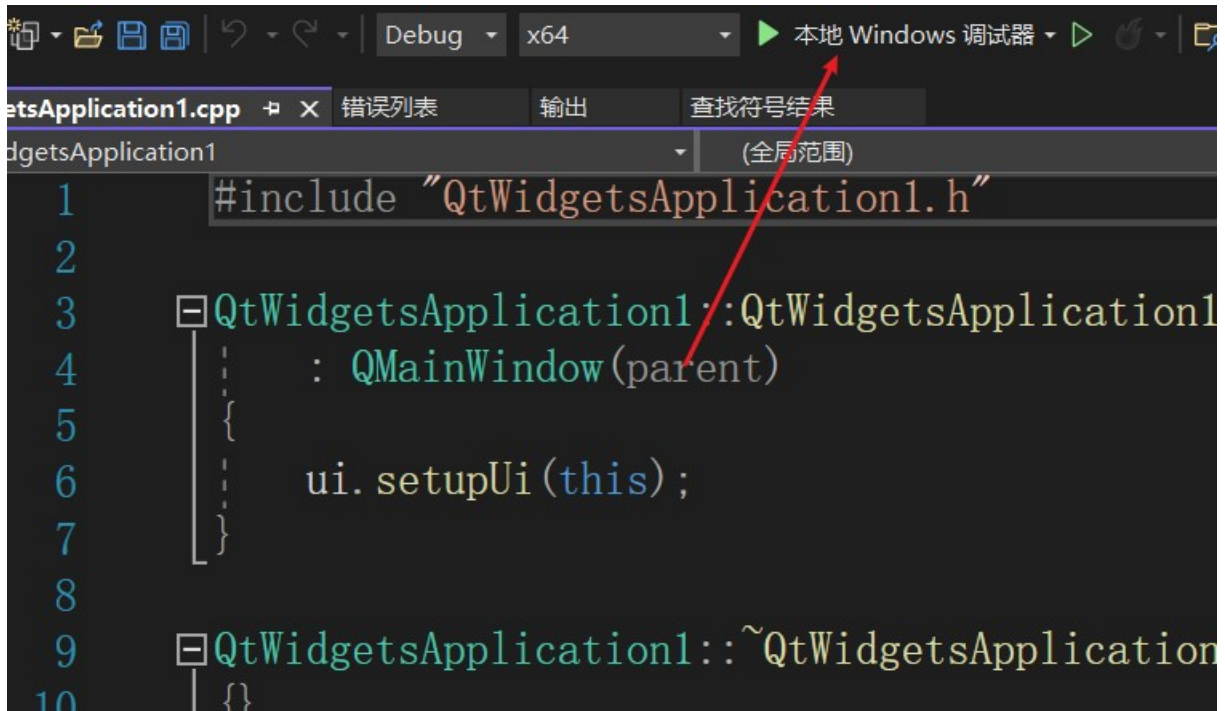 Debug x64 本地 Windows 调试器
etsApplication1.cpp 错误列表 输出 查找符号结果
dgetsApplication1 (全局范围)
1 #include "QtWidgetsApplication1.h"
2
3 QtWidgetsApplication1::QtWidgetsApplication1
4 : QMainWindow(parent)
5 {
6 ui.setupUi(this);
7 }
8
9 QtWidgetsApplication1::~QtWidgetsApplication
10 {}